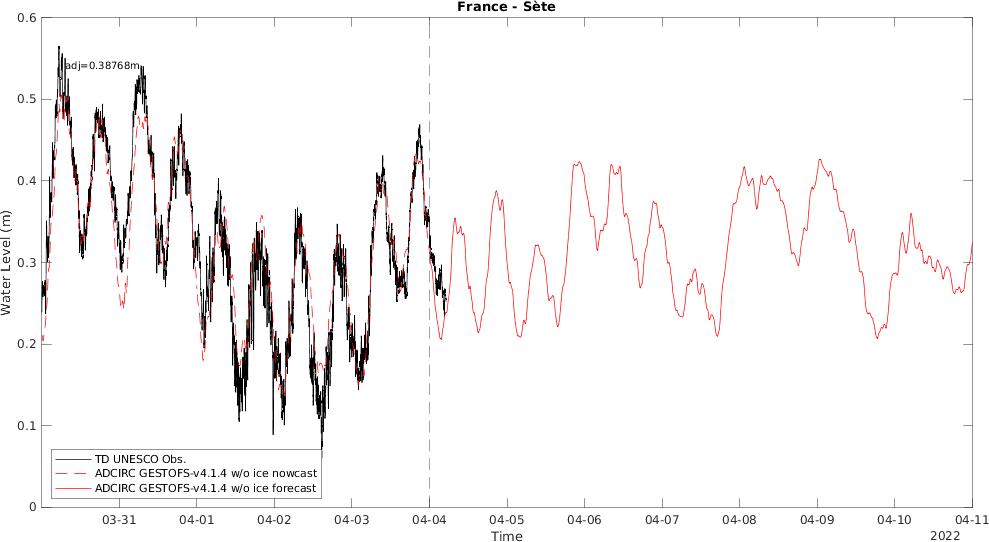 France - Sète
Water Level (m)
0.6
0.5
0.4
0.3
0.2
0.1
0
adj=0.38768m
TD UNESCO Obs.
ADCIRC GESTOFS-v4.1.4 w/o ice nowcast
ADCIRC GESTOFS-v4.1.4 w/o ice forecast
03-31 04-01 04-02 04-03 04-04 04-05 04-06 04-07 04-08 04-09 04-10 04-11
Time
2022